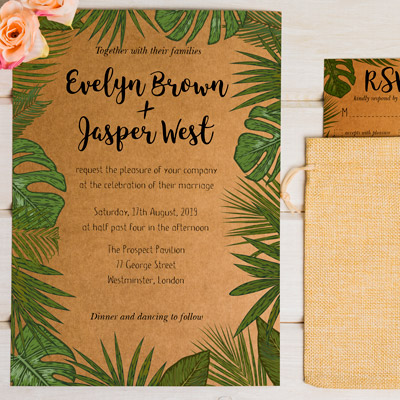 Together with their families
Evelyn Brown
+
Jasper West
request the pleasure of your company
at the celebration of their marriage
Saturday, 17th August, 2019
at half past four in the afternoon
The Prospect Pavilion
77 George Street
Westminster, London
Dinner and dancing to follow
RSV
kindly respond by
M
accepts with pleasure